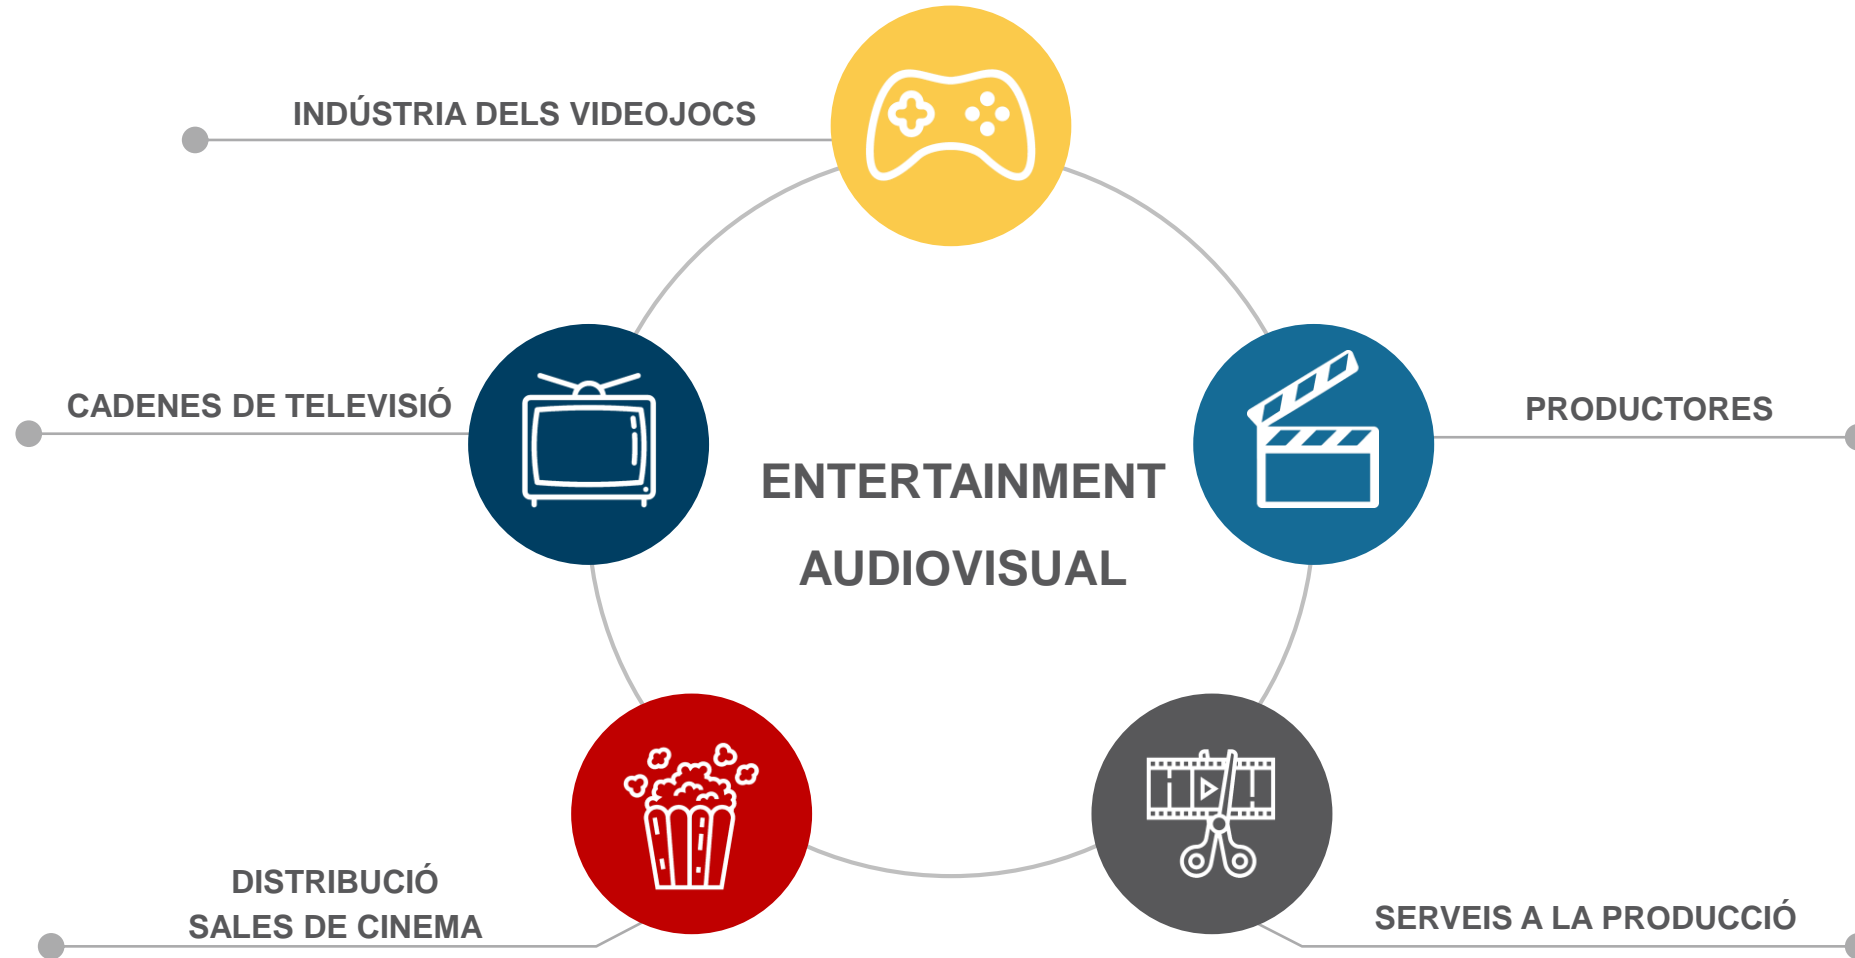 INDÚSTRIA DELS VIDEOJOCS
CADENES DE TELEVISIÓ
PRODUCTORES
ENTERTAINMENT
AUDIOVISUAL
DISTRIBUCIÓ
SALES DE CINEMA
SERVEIS A LA PRODUCCIÓ